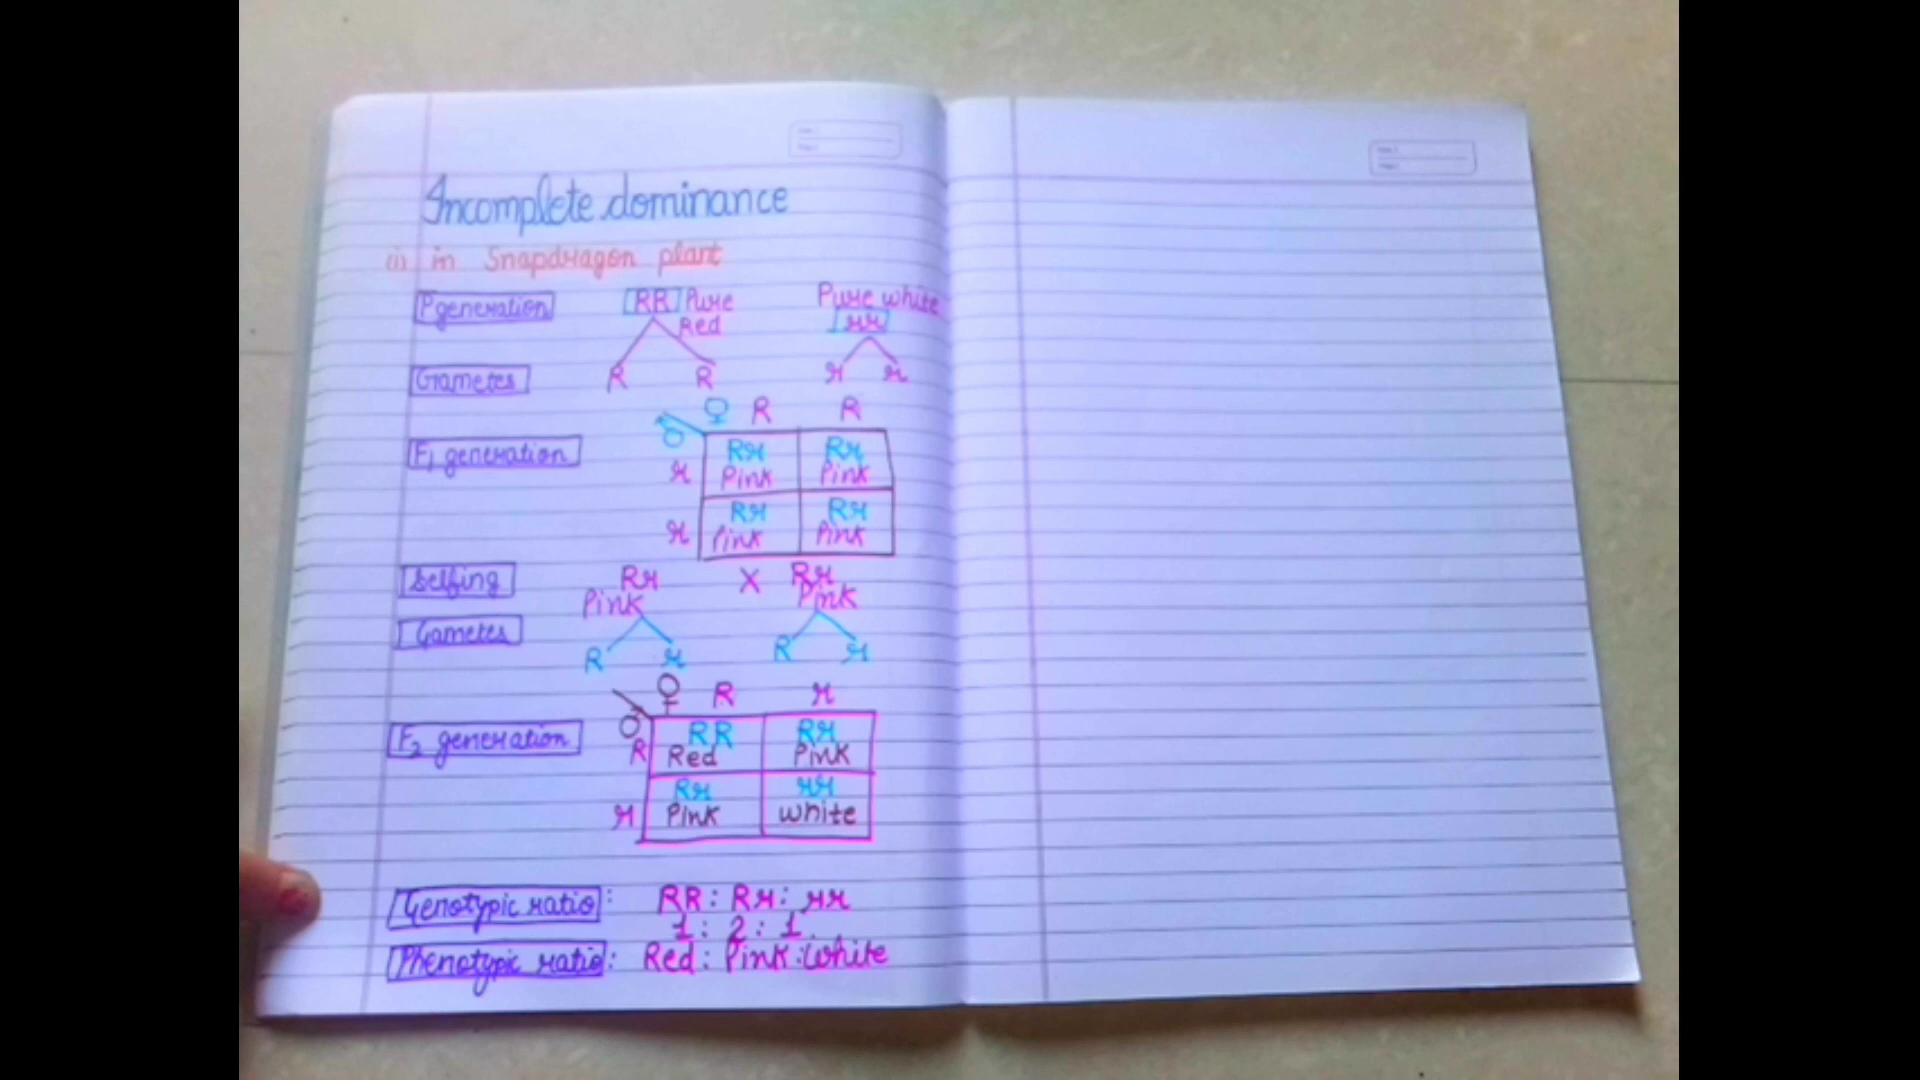 Incomplete dominance
(i) in Snapdragon plant
P generation RR Pure Red Pure white rr
Gametes R R r r
♂ ♀ R R
F1 generation r Rr Pink Rr Pink
r Rr Pink Rr Pink
Selfing Rr Pink X Rr Pink
Gametes R r R r
♂ ♀ R r
F2 generation R RR Red Rr Pink
r Rr Pink rr white
Genotypic ratio: RR : Rr : rr
1 : 2 : 1
Phenotypic ratio: Red : Pink : White